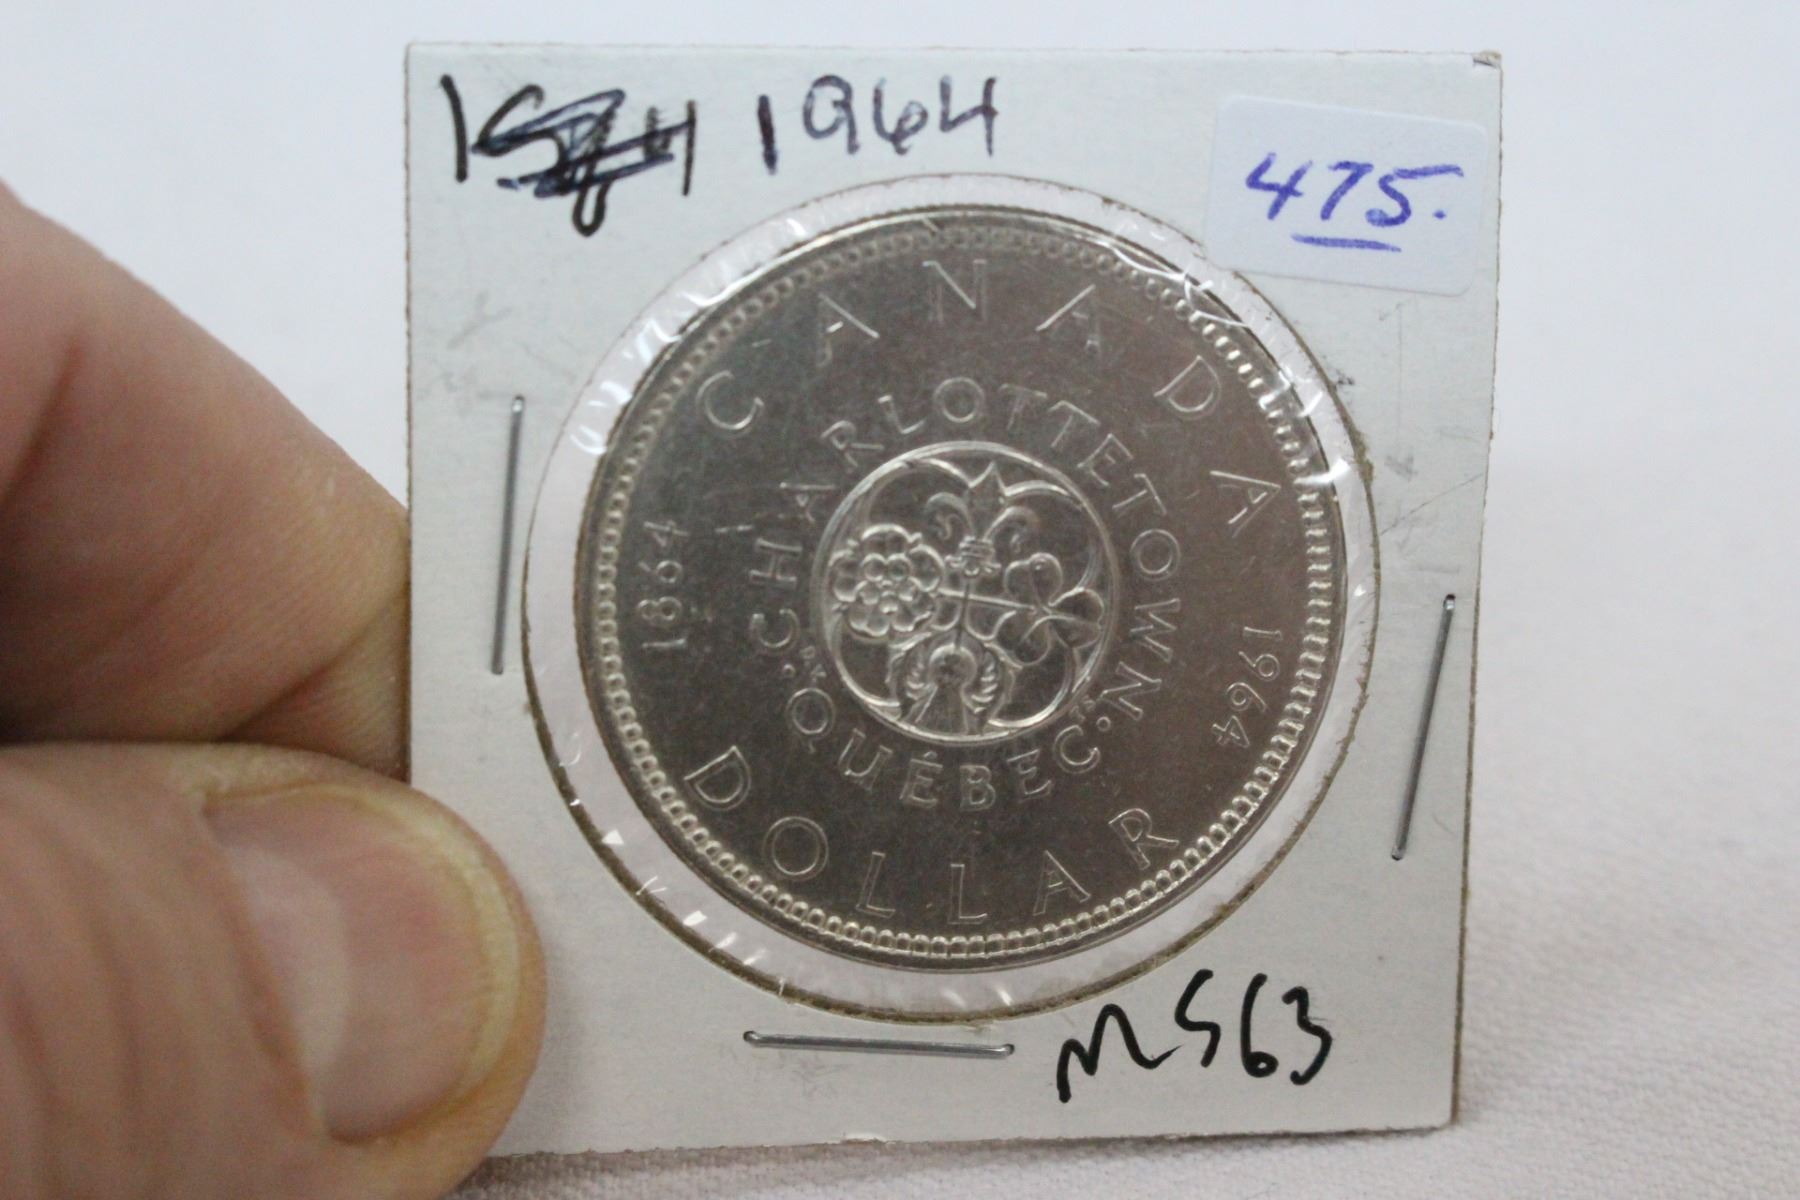 1964
475.
CANADA
CHARLOTTETOWN
1864
1964
·QUÉBEC·
DOLLAR
MS63